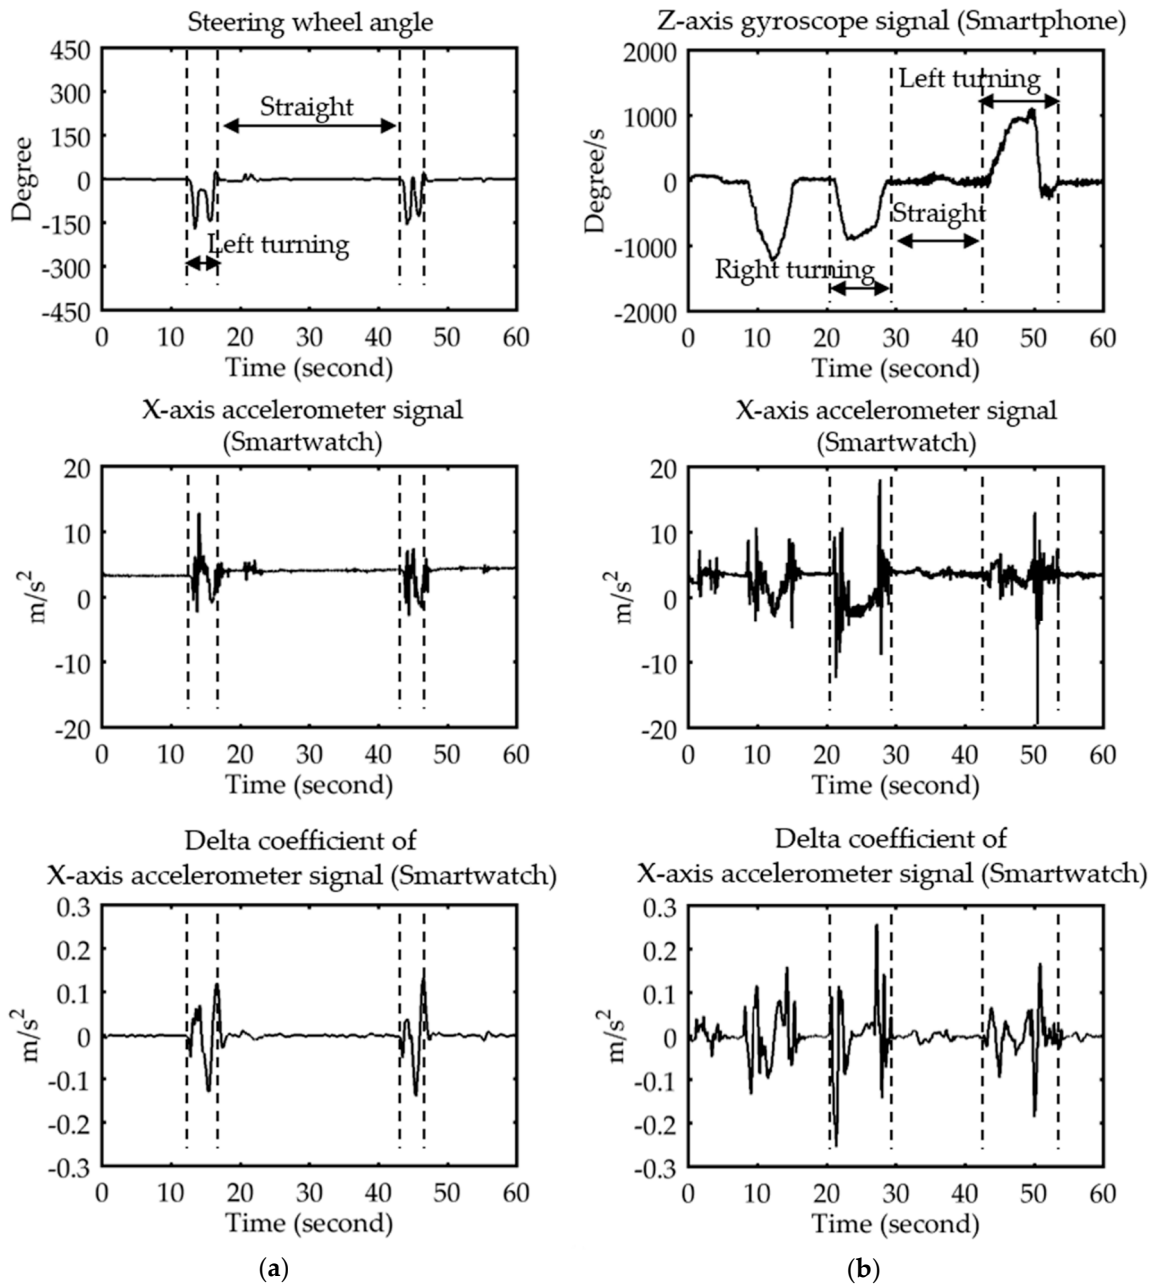 Steering wheel angle
450
300
150
0
-150
-300
-450
Degree
Straight
Left turning
0 10 20 30 40 50 60
Time (second)
Z-axis gyroscope signal (Smartphone)
2000
1000
0
-1000
-2000
Degree/s
Left turning
Straight
Right turning
0 10 20 30 40 50 60
Time (second)
X-axis accelerometer signal
(Smartwatch)
20
10
0
-10
-20
m/s²
0 10 20 30 40 50 60
Time (second)
X-axis accelerometer signal
(Smartwatch)
20
10
0
-10
-20
m/s²
0 10 20 30 40 50 60
Time (second)
Delta coefficient of
X-axis accelerometer signal (Smartwatch)
0.3
0.2
0.1
0
-0.1
-0.2
-0.3
m/s²
0 10 20 30 40 50 60
Time (second)
Delta coefficient of
X-axis accelerometer signal (Smartwatch)
0.3
0.2
0.1
0
-0.1
-0.2
-0.3
m/s²
0 10 20 30 40 50 60
Time (second)
(a)
(b)